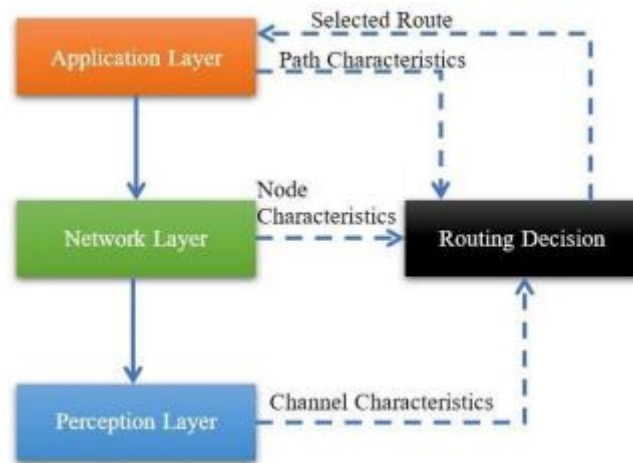 Selected Route
Application Layer
Path Characteristics
Node
Characteristics
Network Layer
Routing Decision
Channel Characteristics
Perception Layer